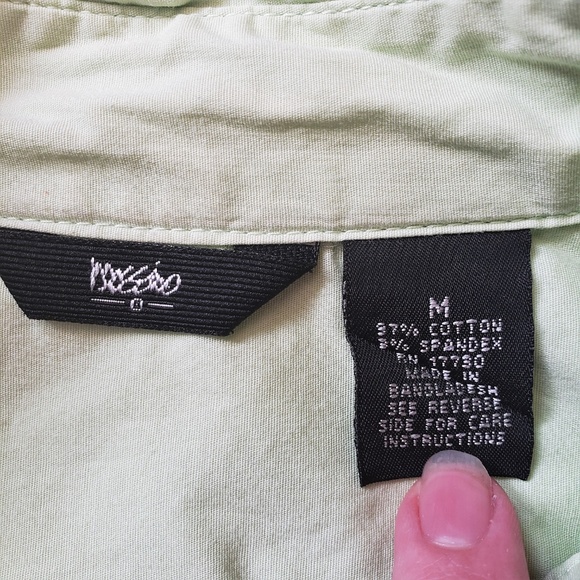 mossimo
M
97% COTTON
3% SPANDEX
RN 17730
MADE IN
BANGLADESH
SEE REVERSE
SIDE FOR CARE
INSTRUCTIONS